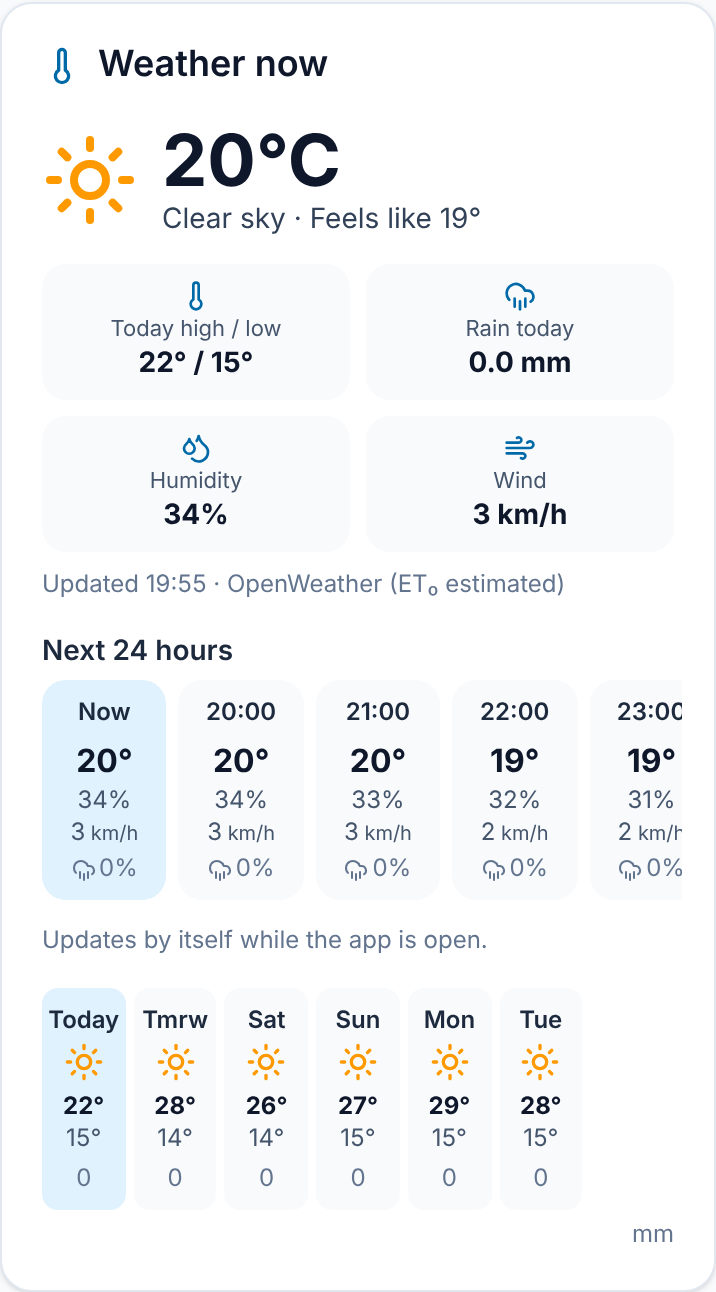 Weather now
20°C
Clear sky · Feels like 19°
Today high / low
22° / 15°
Rain today
0.0 mm
Humidity
34%
Wind
3 km/h
Updated 19:55 · OpenWeather (ET₀ estimated)
Next 24 hours
Now 20:00 21:00 22:00 23:00
20° 20° 20° 19° 19°
34% 34% 33% 32% 31%
3 km/h 3 km/h 3 km/h 2 km/h 2 km/h
0% 0% 0% 0% 0%
Updates by itself while the app is open.
Today Tmrw Sat Sun Mon Tue
22° 28° 26° 27° 29° 28°
15° 14° 14° 15° 15° 15°
0 0 0 0 0 0
mm